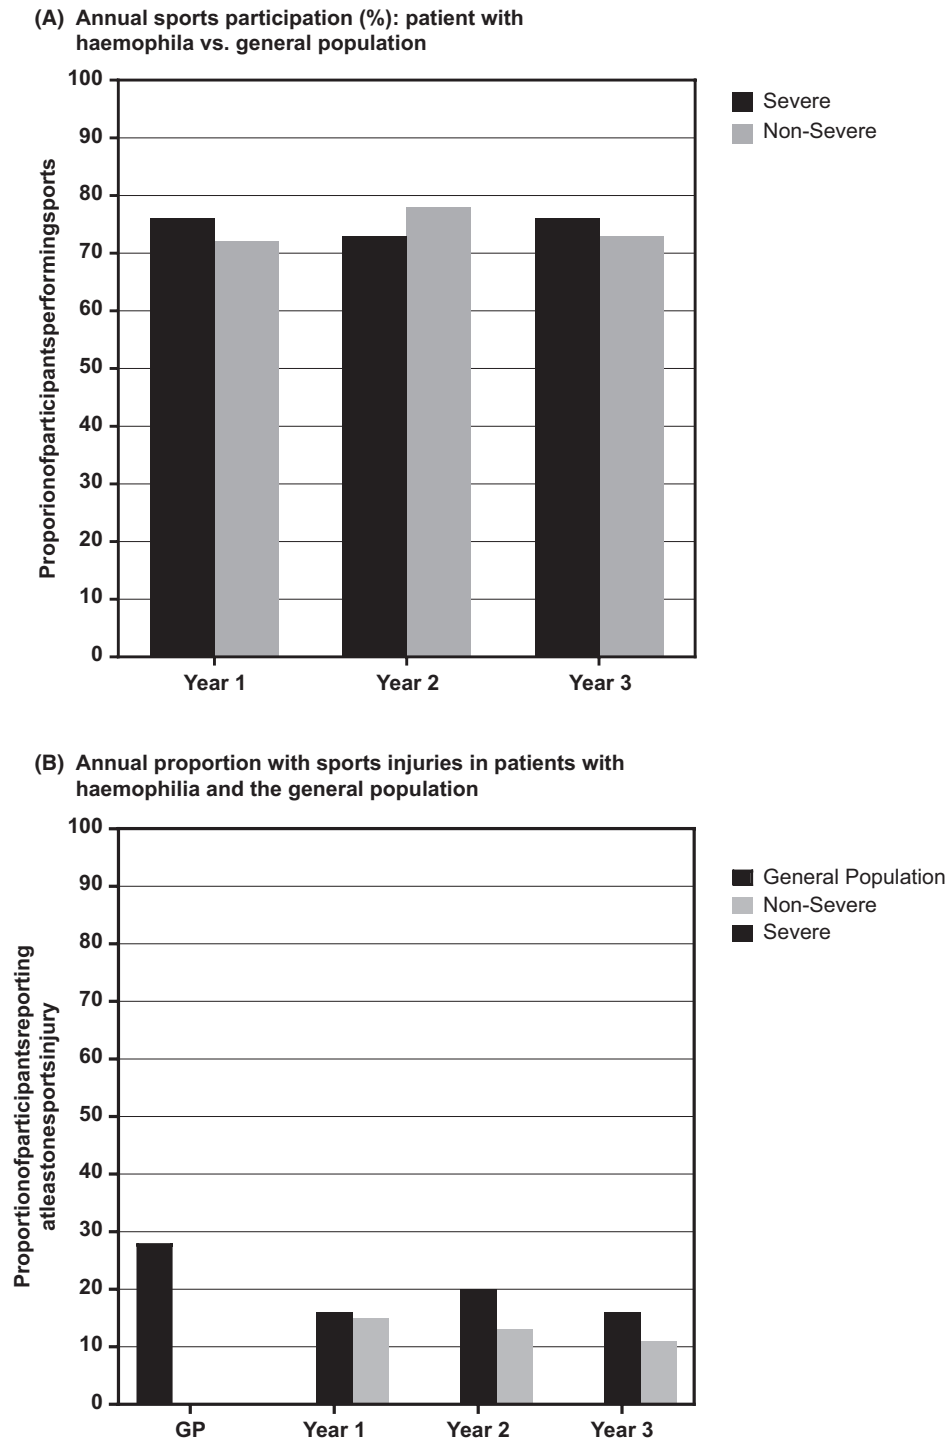 (A) Annual sports participation (%): patient with
haemophila vs. general population
100
90
80
70
60
50
40
30
20
10
0
Proporionofparticipantsperformingsports
Year 1 Year 2 Year 3
Severe
Non-Severe
(B) Annual proportion with sports injuries in patients with
haemophilia and the general population
100
90
80
70
60
50
40
30
20
10
0
Proportionofparticipantsreporting
atleastonesportsinjury
GP Year 1 Year 2 Year 3
General Population
Non-Severe
Severe